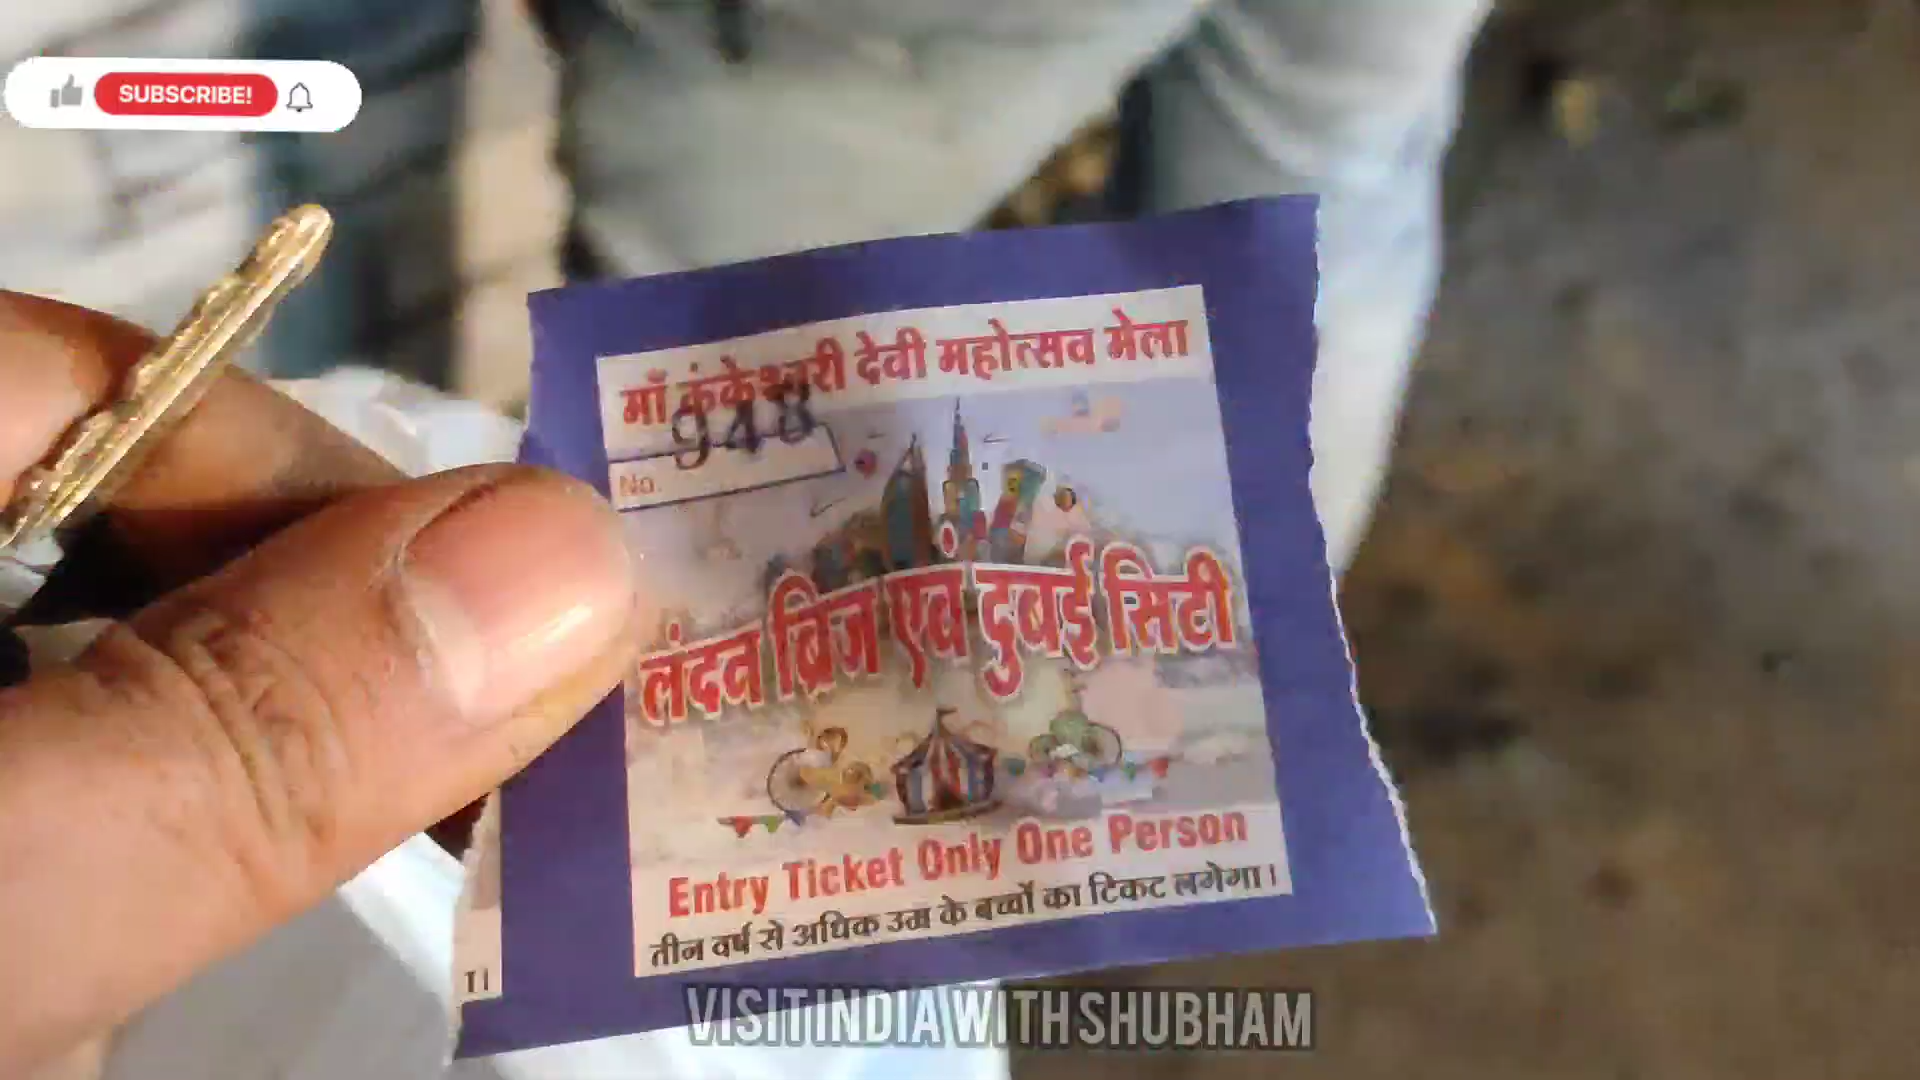 SUBSCRIBE!
माँ कंकेश्वरी देवी महोत्सव मेला
948
No.
लंदन ब्रिज एवं दुबई सिटी
Entry Ticket Only One Person
तीन वर्ष से अधिक उम्र के बच्चों का टिकट लगेगा।
VISIT INDIA WITH SHUBHAM